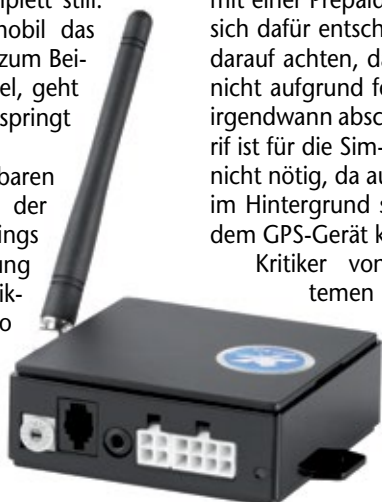 komplett still.
mobil das
zum Bei-
el, geht
springt
baren
der
ings
ung
ik-
o
mit einer Prepaid
sich dafür entsch
darauf achten, da
nicht aufgrund fe
irgendwann absc
rif ist für die Sim-
nicht nötig, da au
im Hintergrund s
dem GPS-Gerät k
Kritiker von
temen